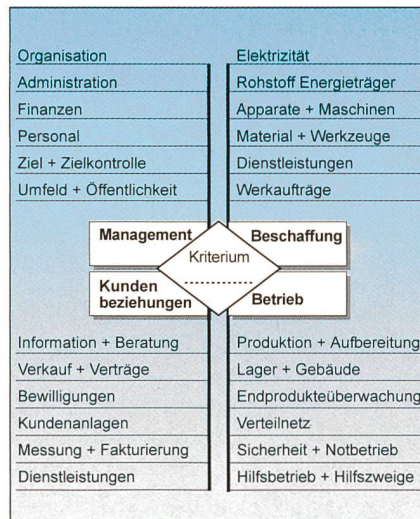 Organisation
Administration
Finanzen
Personal
Ziel + Zielkontrolle
Umfeld + Öffentlichkeit
Elektrizität
Rohstoff Energieträger
Apparate + Maschinen
Material + Werkzeuge
Dienstleistungen
Werkaufträge
Management
Beschaffung
Kriterium
Kunden
beziehungen
Betrieb
Information + Beratung
Verkauf + Verträge
Bewilligungen
Kundenanlagen
Messung + Fakturierung
Dienstleistungen
Produktion + Aufbereitung
Lager + Gebäude
Endprodukteüberwachung
Verteilnetz
Sicherheit + Notbetrieb
Hilfsbetrieb + Hilfszweige